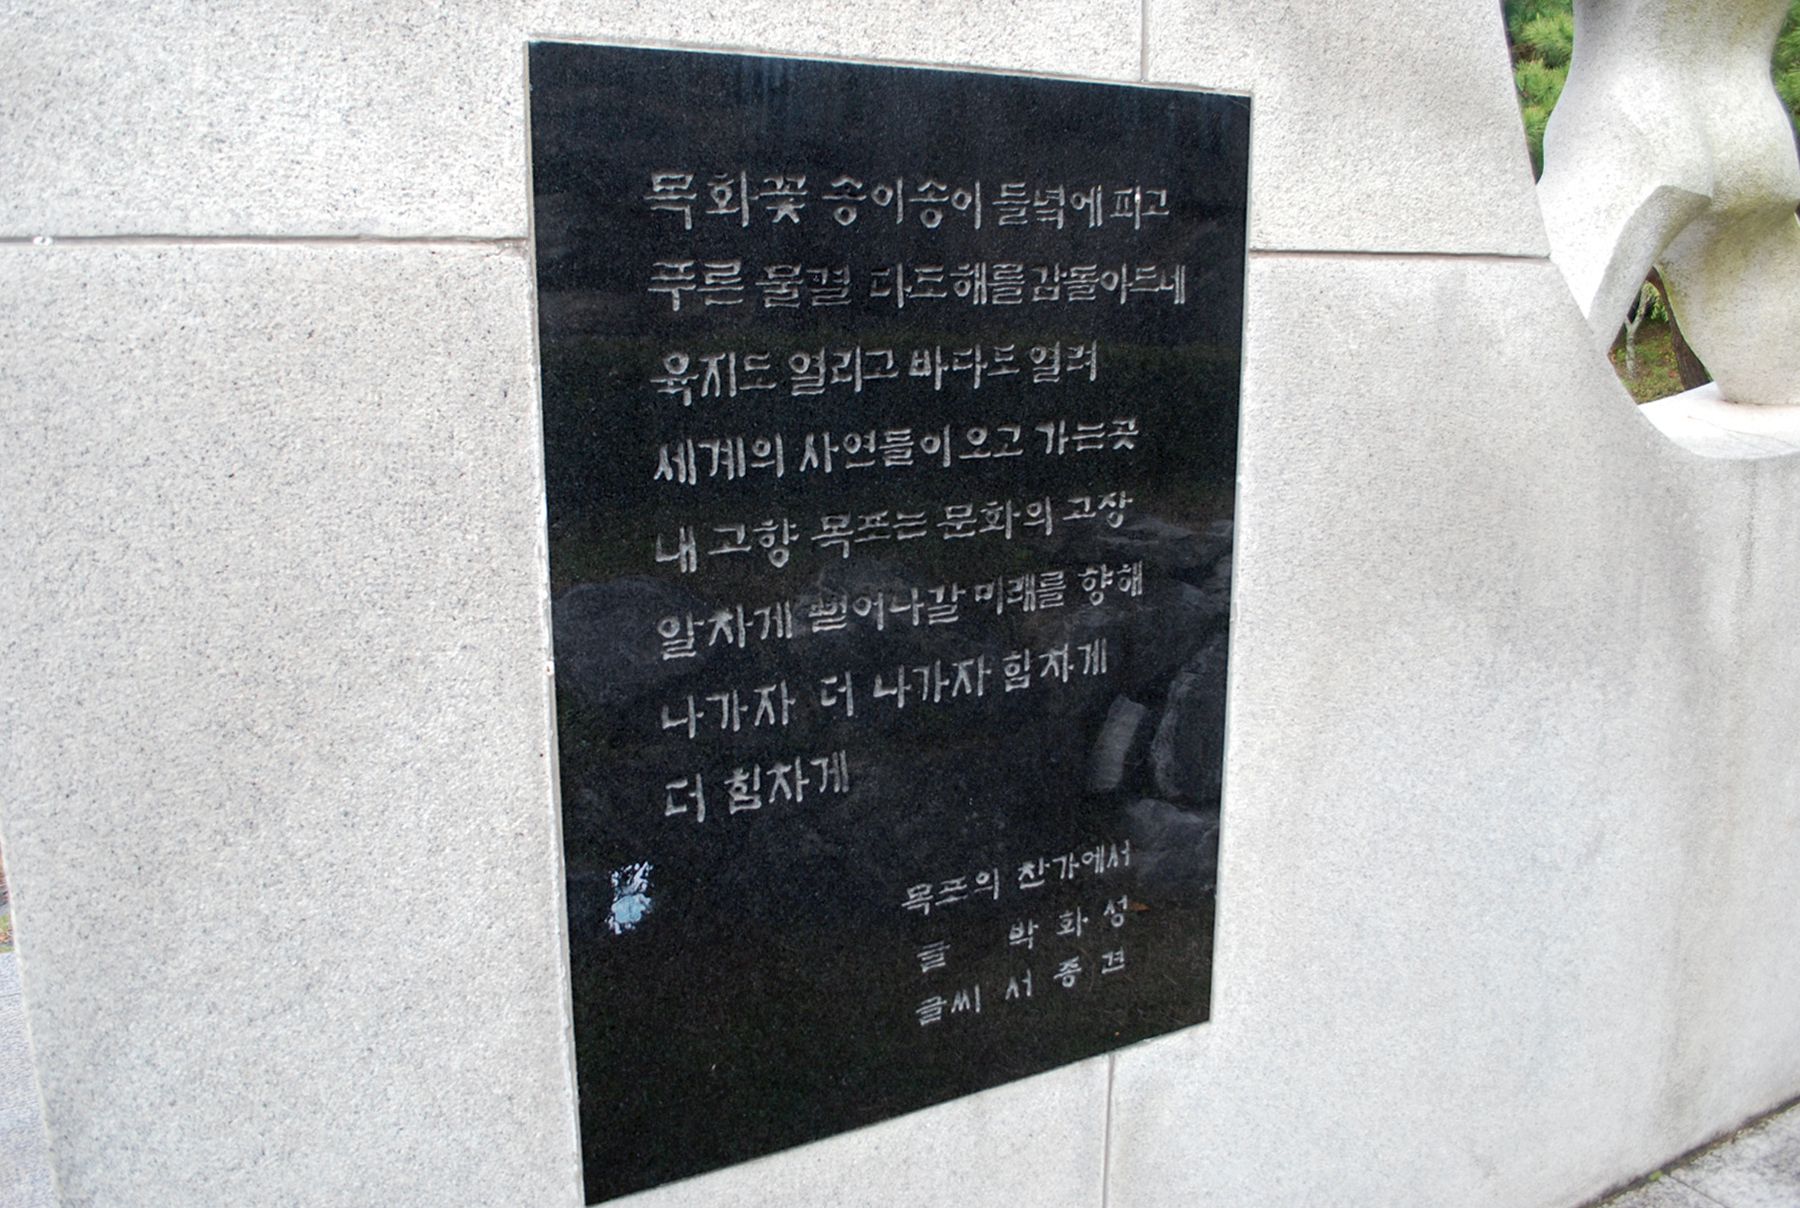 목화꽃 송이송이 들녘에 피고
푸른 물결 다도해를 감돌아드네
육지도 열리고 바다도 열려
세계의 사연들이 오고 가는곳
내 고향 목포는 문화의 고장
알차게 뻗어나갈 미래를 향해
나가자 더 나가자 힘차게
더 힘차게
목포의 찬가에서
글 박화성
글씨 서종견